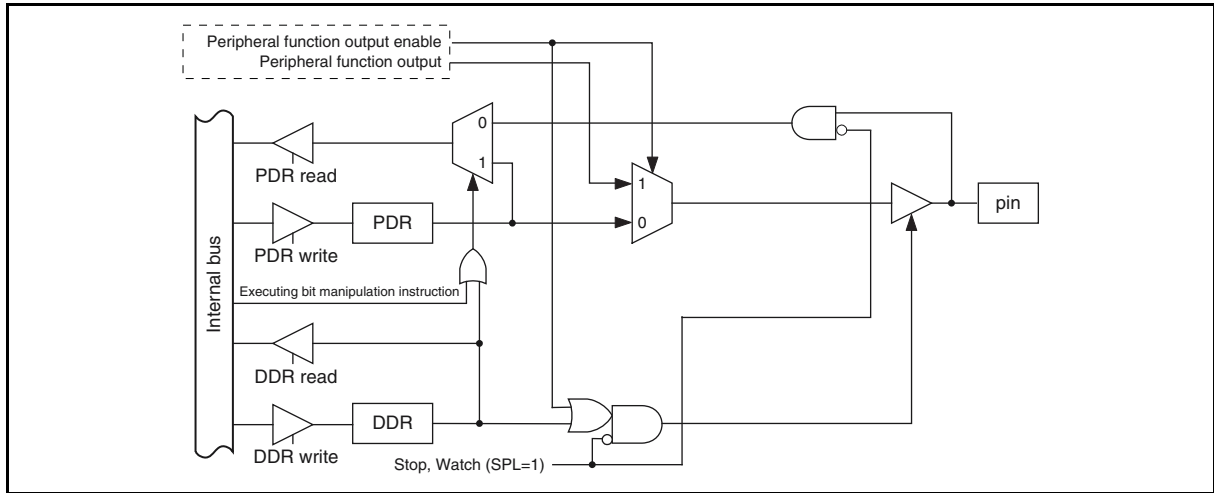 Peripheral function output enable
Peripheral function output
0
1
PDR read
1
pin
PDR
0
PDR write
Internal bus
Executing bit manipulation instruction
DDR read
DDR
DDR write
Stop, Watch (SPL=1)